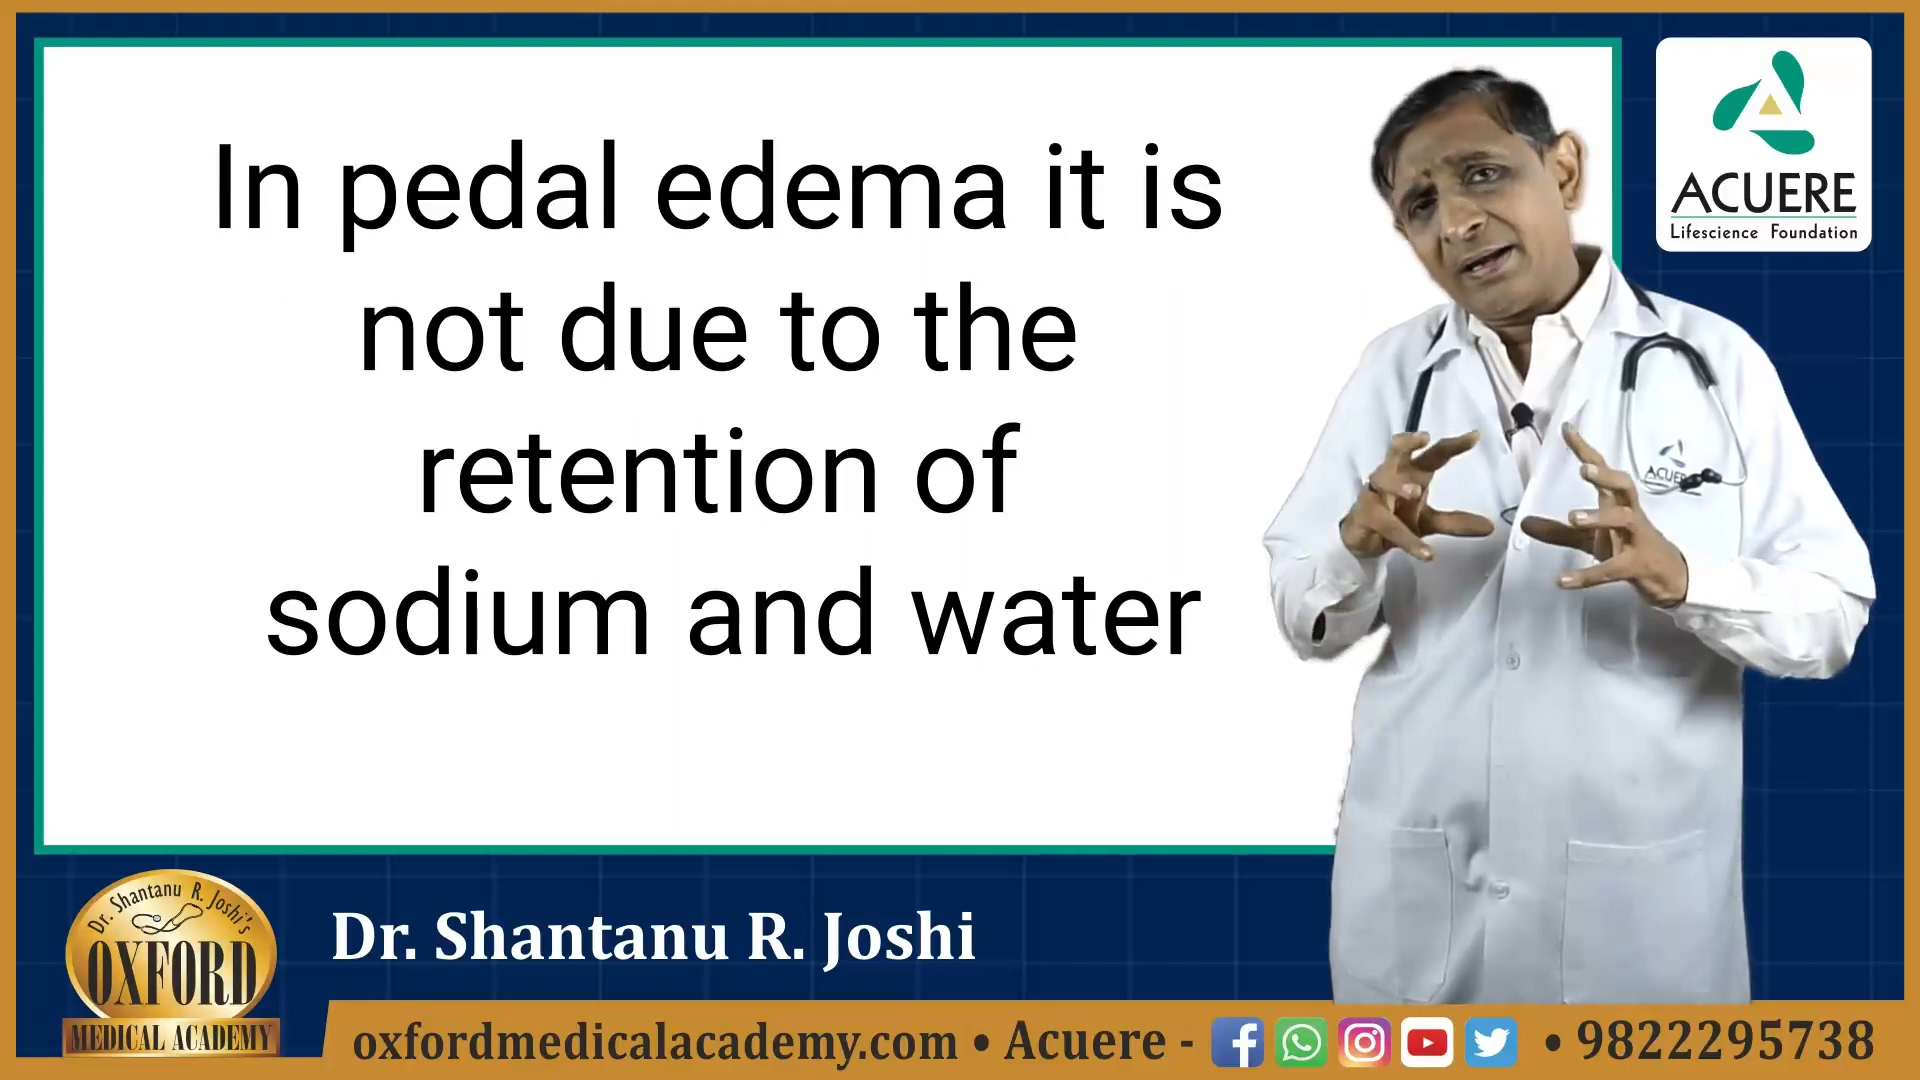 In pedal edema it is
not due to the
retention of
sodium and water
ACUERE
Lifescience Foundation
ACUERE
Dr. Shantanu R. Joshi's
OXFORD
MEDICAL ACADEMY
Dr. Shantanu R. Joshi
oxfordmedicalacademy.com • Acuere - • 9822295738